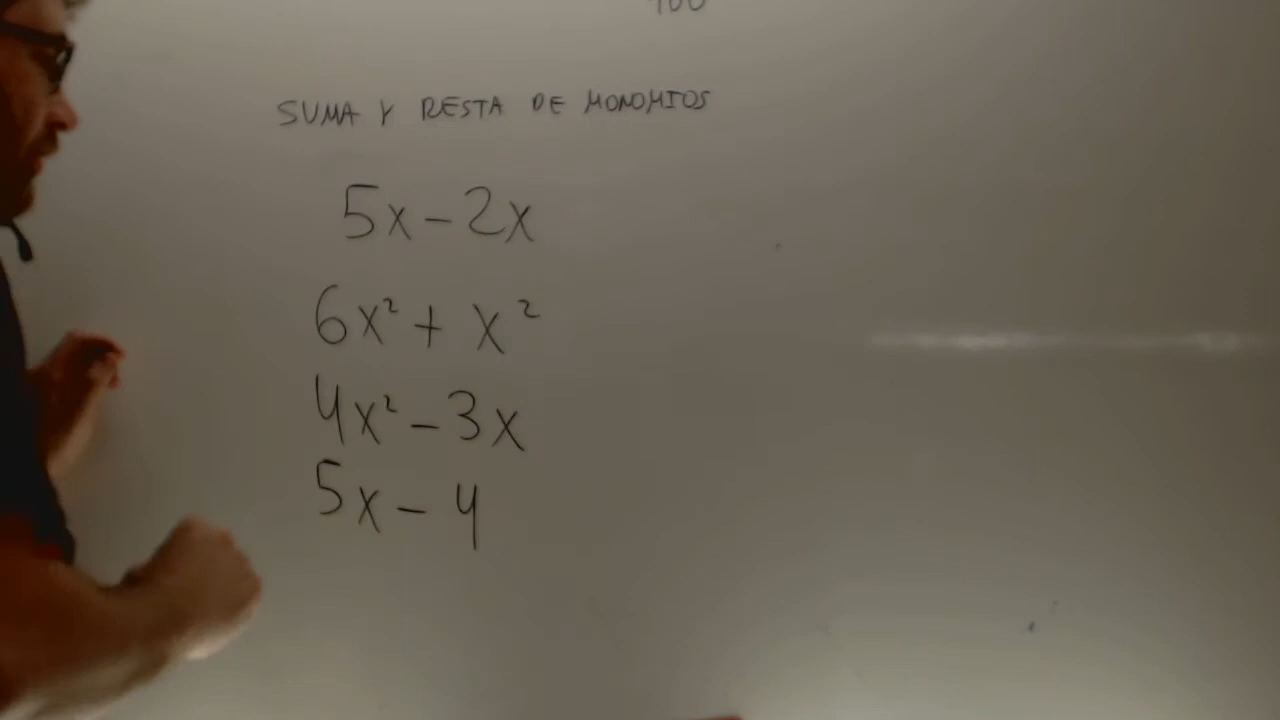 SUMA Y RESTA DE MONOMIOS
5x - 2x
6x² + x²
4x² - 3x
5x - 4